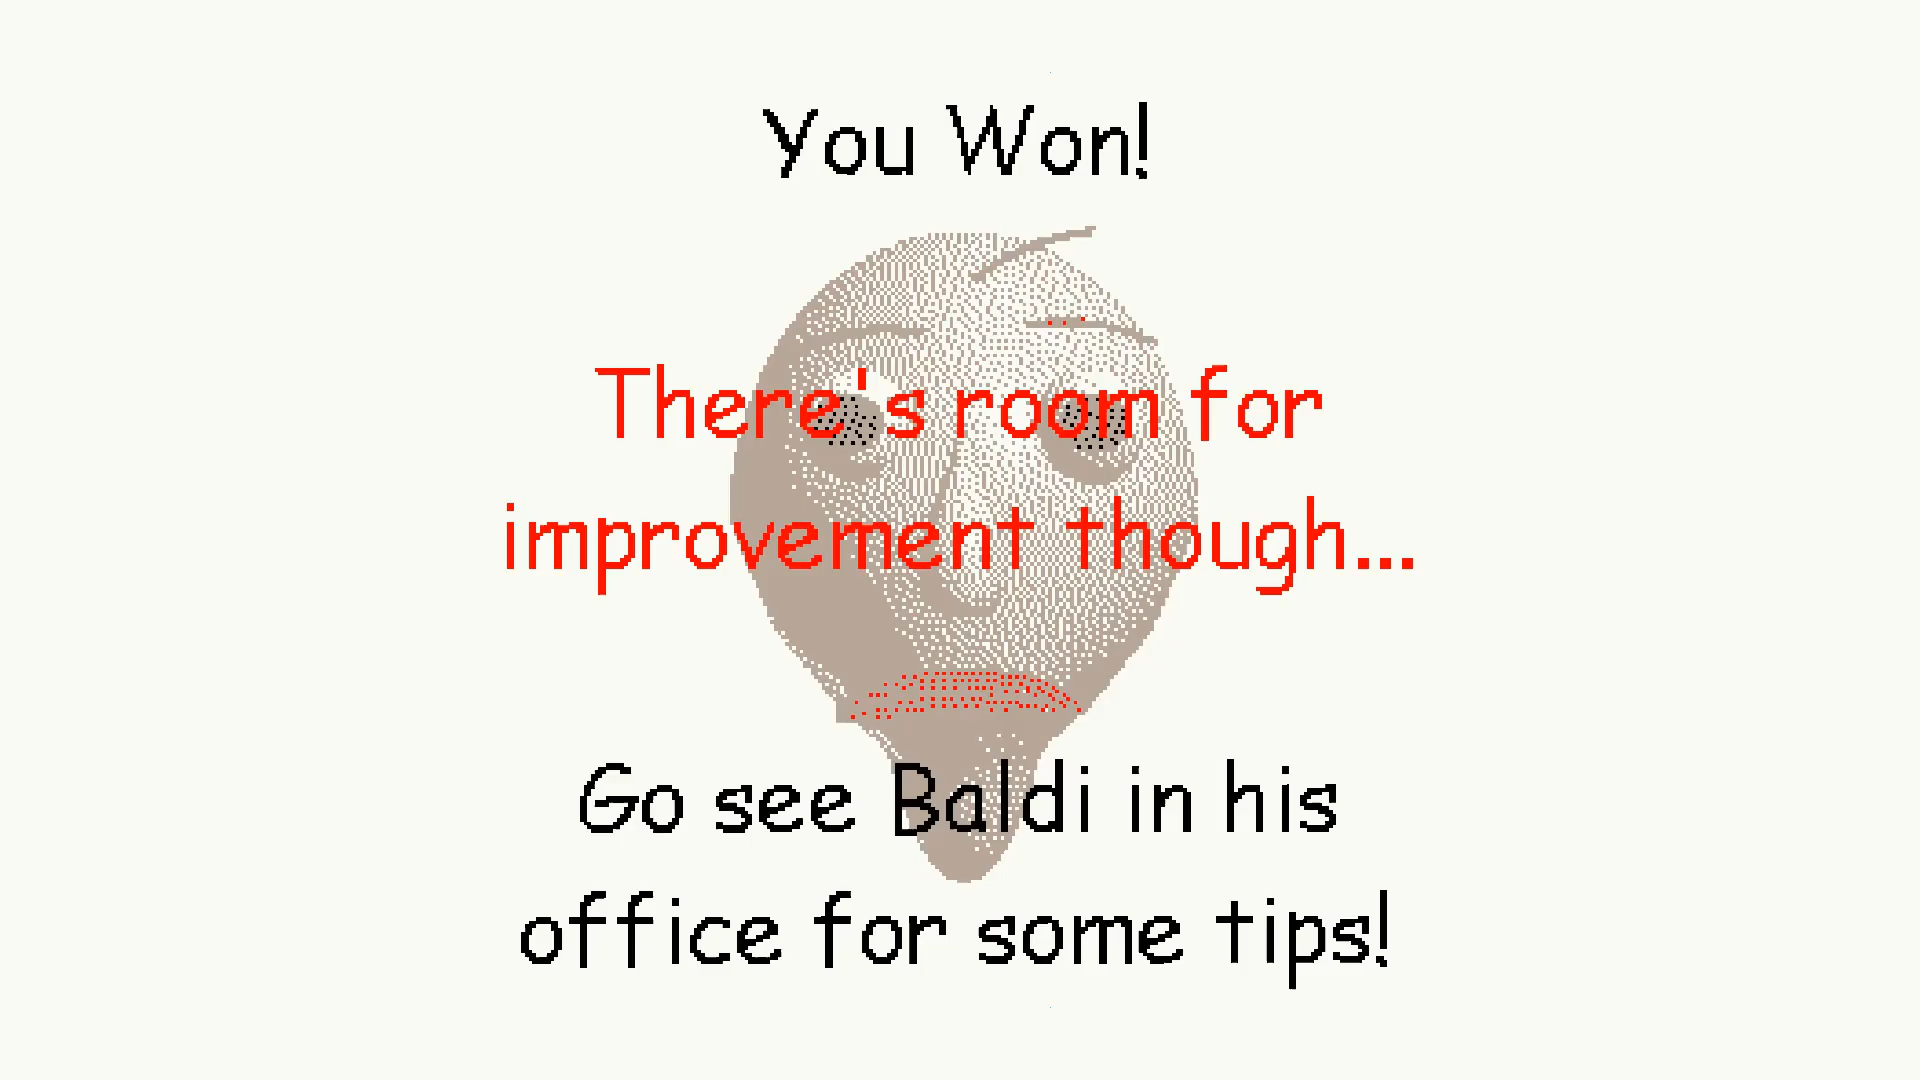 You Won!
There's room for
improvement though...
Go see Baldi in his
office for some tips!